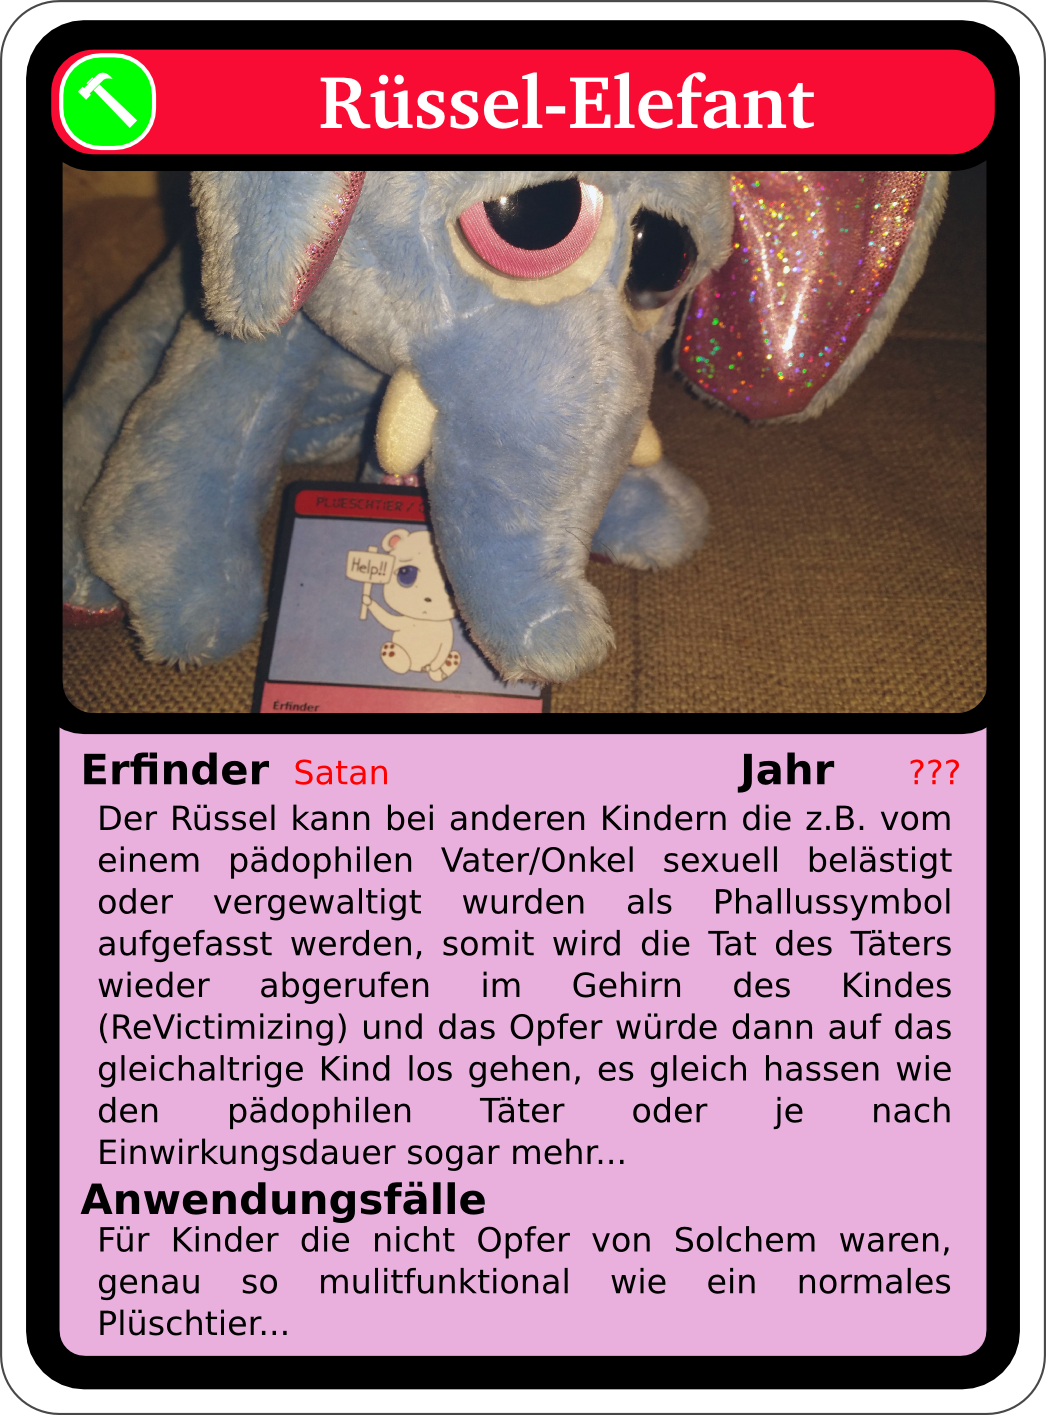 Rüssel-Elefant
PLUESCHTIER /
Help!!
Erfinder
Erfinder Satan Jahr ???
Der Rüssel kann bei anderen Kindern die z.B. vom
einem pädophilen Vater/Onkel sexuell belästigt
oder vergewaltigt wurden als Phallussymbol
aufgefasst werden, somit wird die Tat des Täters
wieder abgerufen im Gehirn des Kindes
(ReVictimizing) und das Opfer würde dann auf das
gleichaltrige Kind los gehen, es gleich hassen wie
den pädophilen Täter oder je nach
Einwirkungsdauer sogar mehr...
Anwendungsfälle
Für Kinder die nicht Opfer von Solchem waren,
genau so mulitfunktional wie ein normales
Plüschtier...